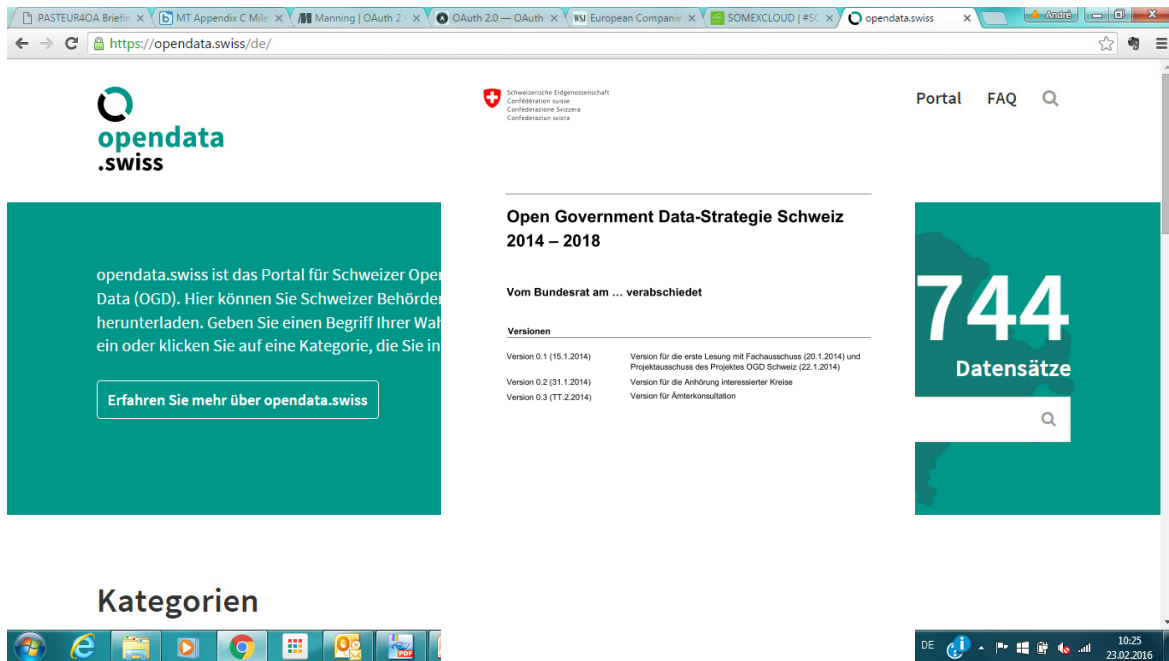 PASTEUR4OA Briefin
MT Appendix C Mile
Manning | OAuth 2
OAuth 2.0 — OAuth
WSJ European Companie
SOMEXCLOUD | #SC
opendata.swiss
André
https://opendata.swiss/de/
opendata
.swiss
Schweizerische Eidgenossenschaft
Confédération suisse
Confederazione Svizzera
Confederaziun svizra
Portal FAQ
Open Government Data-Strategie Schweiz
2014 – 2018
Vom Bundesrat am … verabschiedet
Versionen
Version 0.1 (15.1.2014) Version für die erste Lesung mit Fachausschuss (20.1.2014) und
Projektausschuss des Projektes OGD Schweiz (22.1.2014)
Version 0.2 (31.1.2014) Version für die Anhörung interessierter Kreise
Version 0.3 (TT.2.2014) Version für Ämterkonsultation
opendata.swiss ist das Portal für Schweizer Oper
Data (OGD). Hier können Sie Schweizer Behörder
herunterladen. Geben Sie einen Begriff Ihrer Wah
ein oder klicken Sie auf eine Kategorie, die Sie in
Erfahren Sie mehr über opendata.swiss
744
Datensätze
Kategorien
DE
10:25
23.02.2016